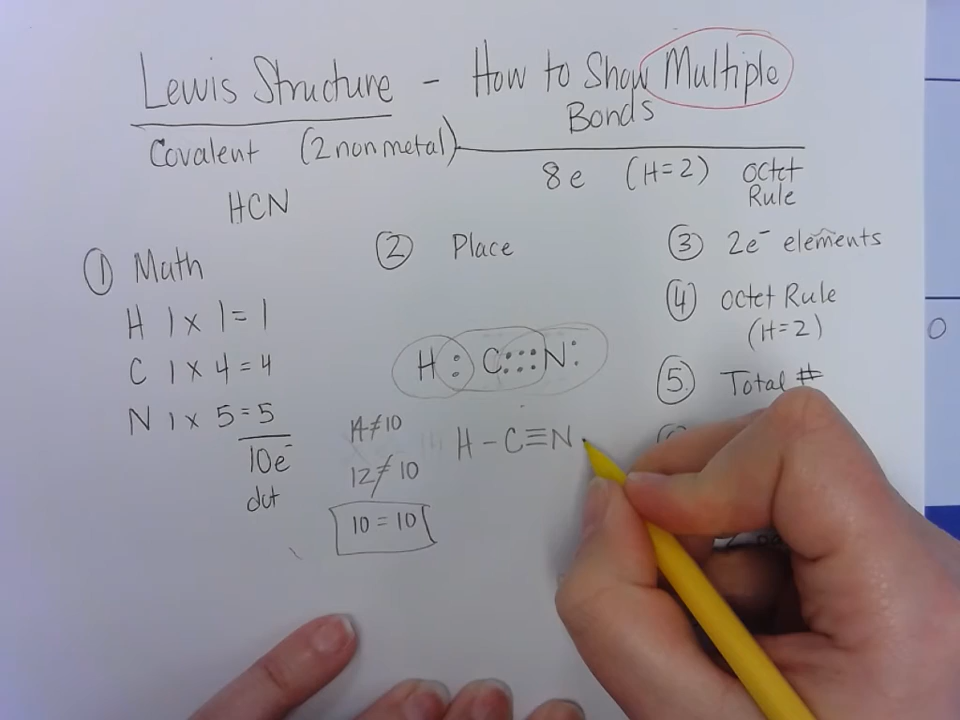 Lewis Structure - How to Show Multiple
Bonds
Covalent (2 nonmetal)
8e (H=2) Octet
Rule
HCN
① Math
H 1 x 1 = 1
C 1 x 4 = 4
N 1 x 5 = 5
10e⁻
dot
② Place
H : C ::: N :
14 ≠ 10
12 ≠ 10
10 = 10
H - C ≡ N
③ 2e⁻ elements
④ Octet Rule
(H=2)
⑤ Total #